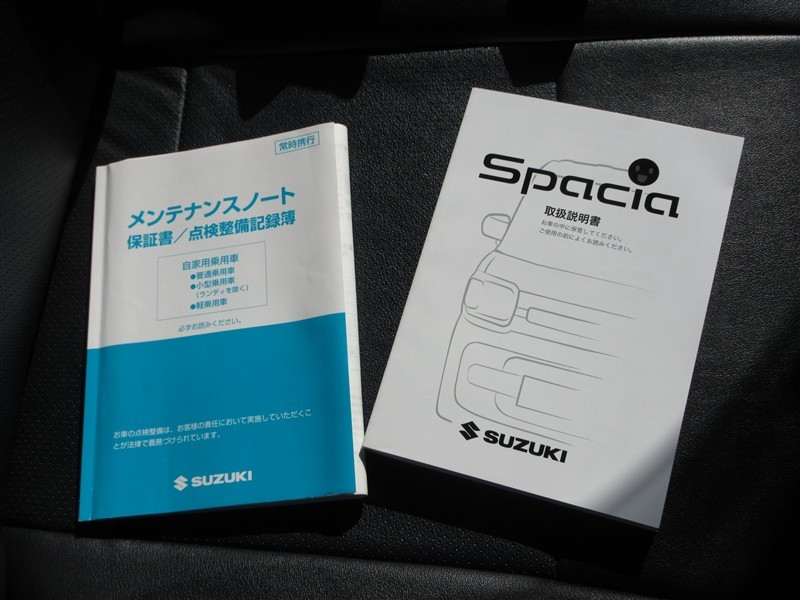 常時携行
メンテナンスノート
保証書／点検整備記録簿
自家用乗用車
●普通乗用車
●小型乗用車
(ランディを除く)
●軽乗用車
必ずお読みください。
お車の点検整備は、お客様の責任において実施していただくこ
とが法律で義務づけられています。
SUZUKI
Spacia
取扱説明書
お車の中に保管してください。
ご使用の前によくお読みください。
SUZUKI